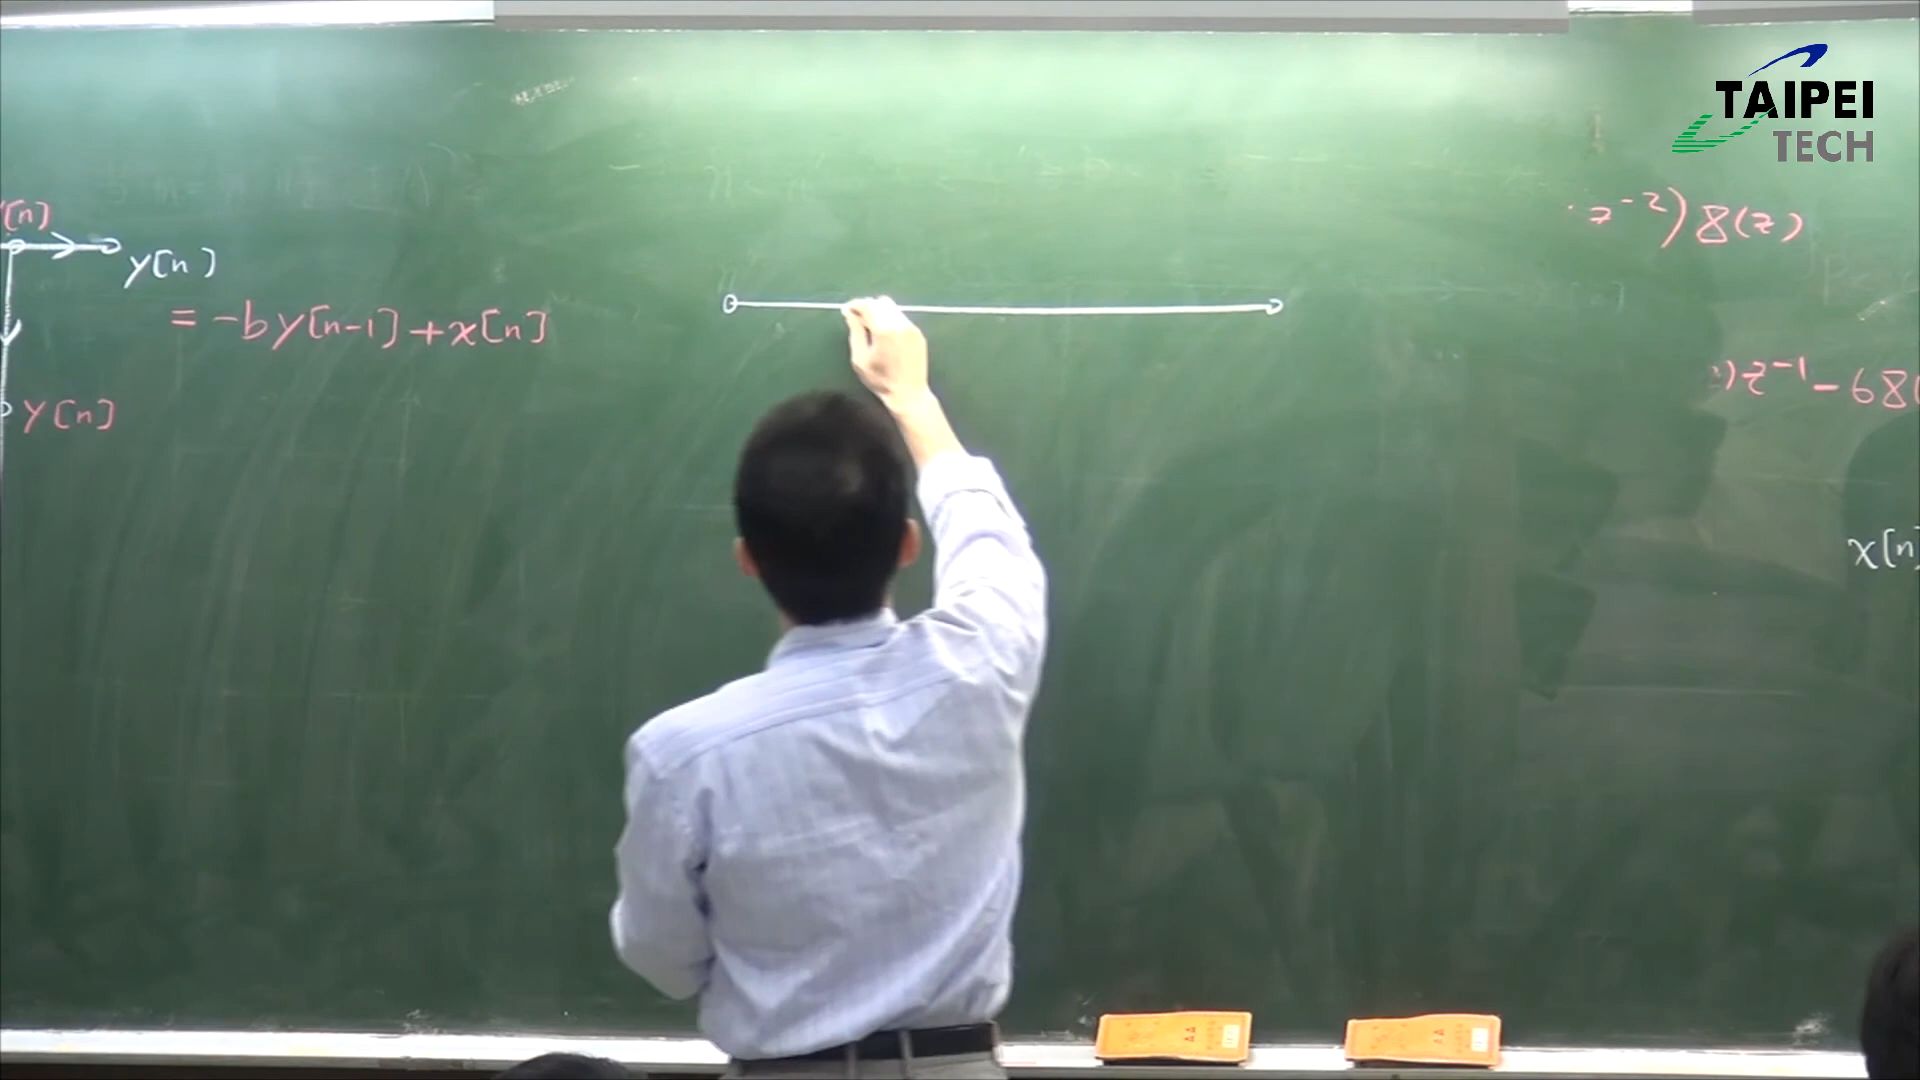 TAIPEI
TECH
[n]
y[n]
= -by[n-1]+x[n]
y[n]
z⁻²)8(z)
)z⁻¹-68(
x[n]